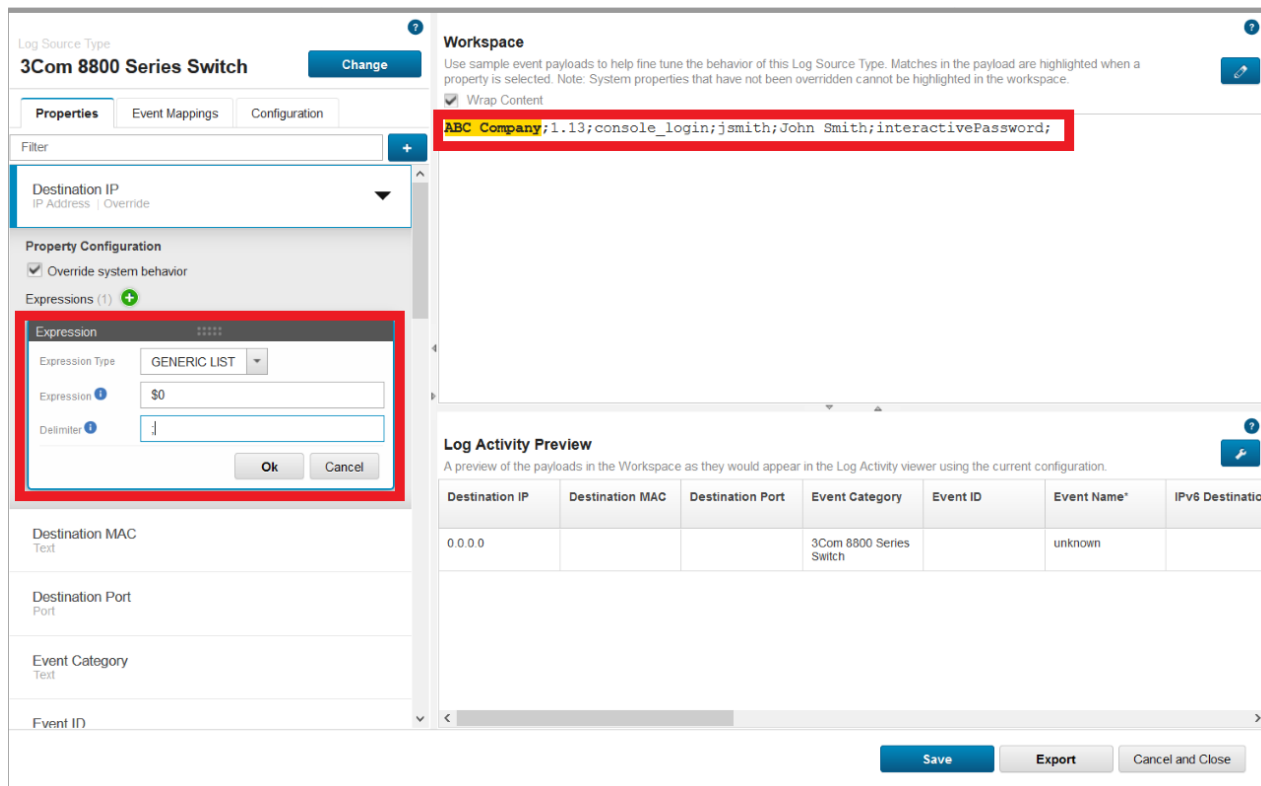 Log Source Type
3Com 8800 Series Switch
Change
Properties
Event Mappings
Configuration
Filter
+
Destination IP
IP Address | Override
Property Configuration
Override system behavior
Expressions (1)
Expression
Expression Type
GENERIC LIST
Expression
$0
Delimiter
;
Ok
Cancel
Destination MAC
Text
Destination Port
Port
Event Category
Text
Event ID
Workspace
Use sample event payloads to help fine tune the behavior of this Log Source Type. Matches in the payload are highlighted when a
property is selected. Note: System properties that have not been overridden cannot be highlighted in the workspace.
Wrap Content
ABC Company;1.13;console_login;jsmith;John Smith;interactivePassword;
Log Activity Preview
A preview of the payloads in the Workspace as they would appear in the Log Activity viewer using the current configuration.
Destination IP Destination MAC Destination Port Event Category Event ID Event Name* IPv6 Destinatio
0.0.0.0 3Com 8800 Series unknown
Switch
Save
Export
Cancel and Close